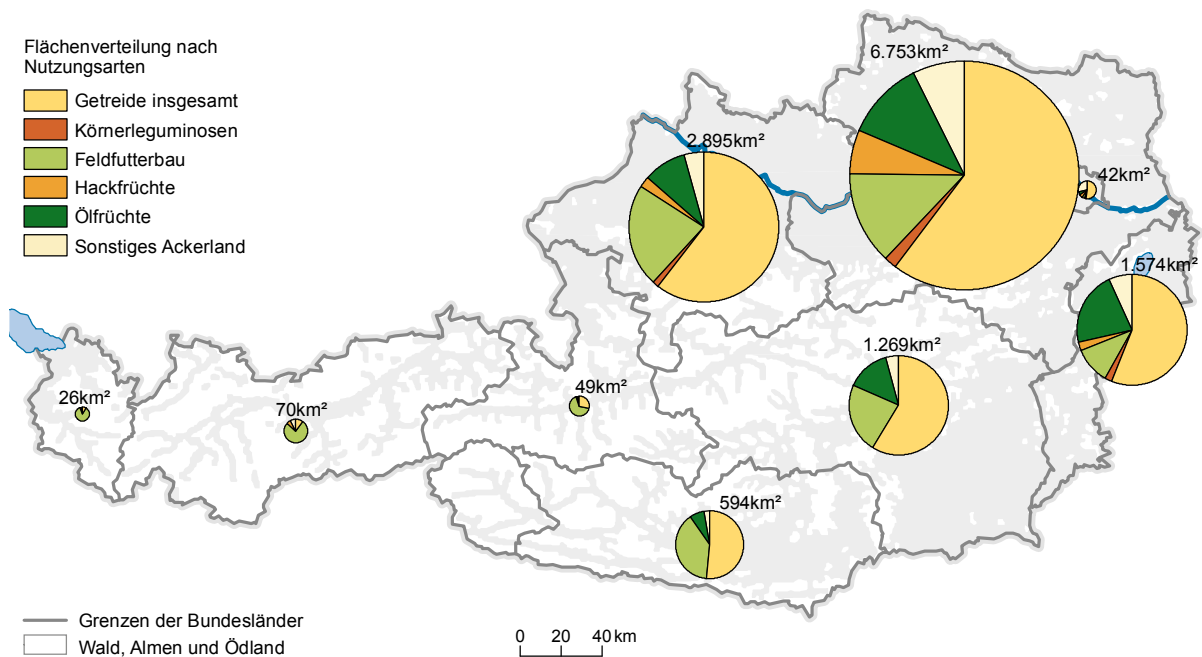 Flächenverteilung nach
Nutzungsarten
Getreide insgesamt
Körnerleguminosen
Feldfutterbau
Hackfrüchte
Ölfrüchte
Sonstiges Ackerland
6.753km²
2.895km²
42km²
1.574km²
1.269km²
49km²
26km²
70km²
594km²
Grenzen der Bundesländer
Wald, Almen und Ödland
0 20 40 km